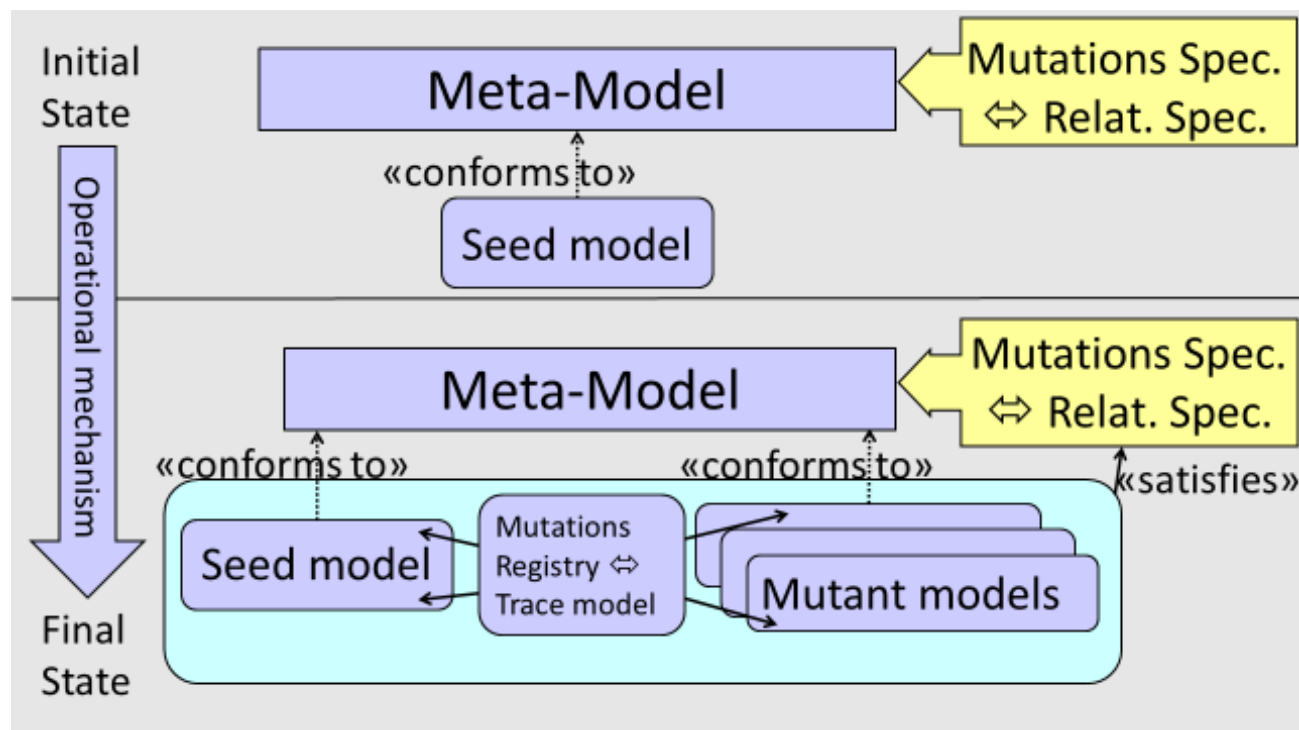 Initial
State
Meta-Model
Mutations Spec.
⇔ Relat. Spec.
«conforms to»
Seed model
Operational mechanism
Meta-Model
Mutations Spec.
⇔ Relat. Spec.
«conforms to»
«conforms to»
«satisfies»
Seed model
Mutations
Registry ⇔
Trace model
Mutant models
Final
State